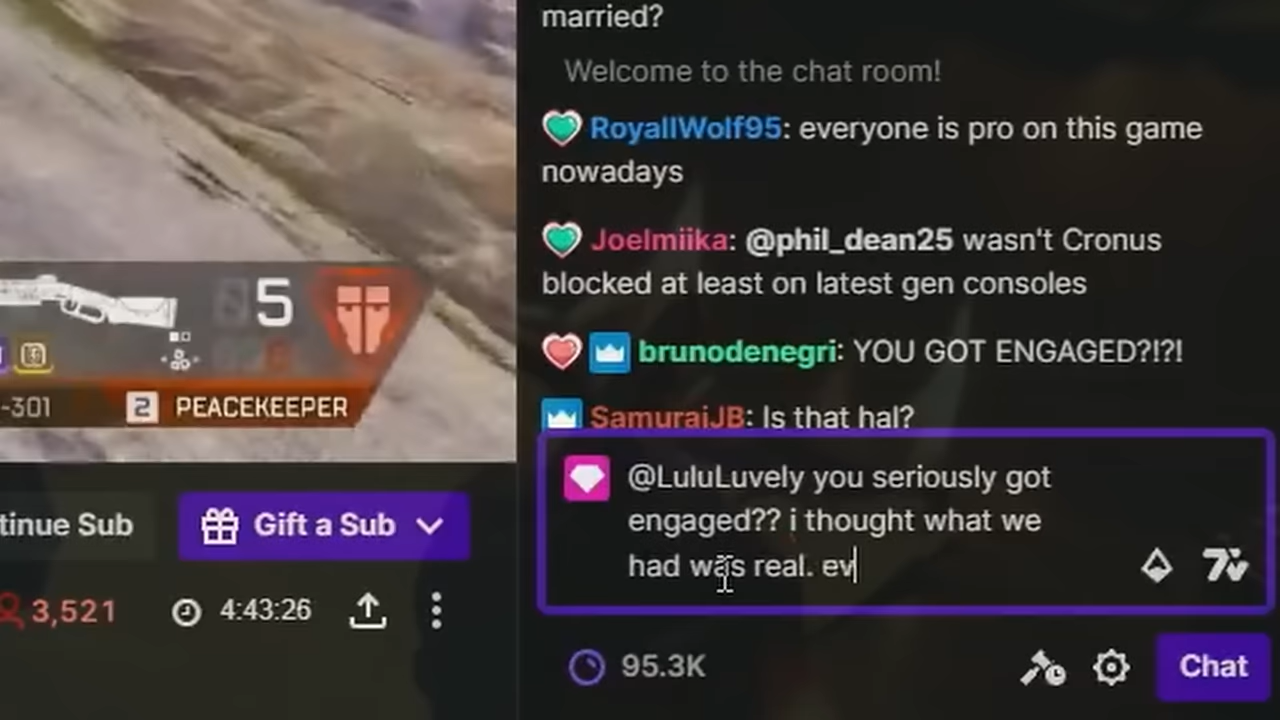 married?
Welcome to the chat room!
RoyallWolf95: everyone is pro on this game
nowadays
Joelmiika: @phil_dean25 wasn't Cronus
blocked at least on latest gen consoles
brunodenegri: YOU GOT ENGAGED?!?!
SamuraiJB: Is that hal?
@LuluLuvely you seriously got
engaged?? i thought what we
had was real. ev
95.3K
Chat
5
-301
2 PEACEKEEPER
tinue Sub
Gift a Sub
3,521
4:43:26